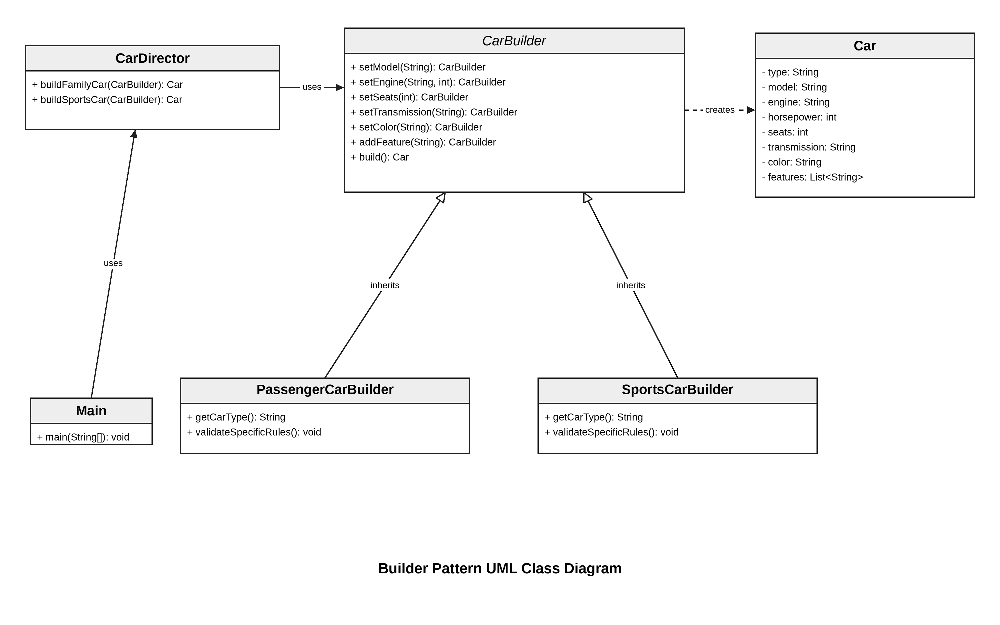 CarDirector
+ buildFamilyCar(CarBuilder): Car
+ buildSportsCar(CarBuilder): Car
uses
CarBuilder
+ setModel(String): CarBuilder
+ setEngine(String, int): CarBuilder
+ setSeats(int): CarBuilder
+ setTransmission(String): CarBuilder
+ setColor(String): CarBuilder
+ addFeature(String): CarBuilder
+ build(): Car
creates
Car
- type: String
- model: String
- engine: String
- horsepower: int
- seats: int
- transmission: String
- color: String
- features: List<String>
uses
inherits
inherits
Main
+ main(String[]): void
PassengerCarBuilder
+ getCarType(): String
+ validateSpecificRules(): void
SportsCarBuilder
+ getCarType(): String
+ validateSpecificRules(): void
Builder Pattern UML Class Diagram